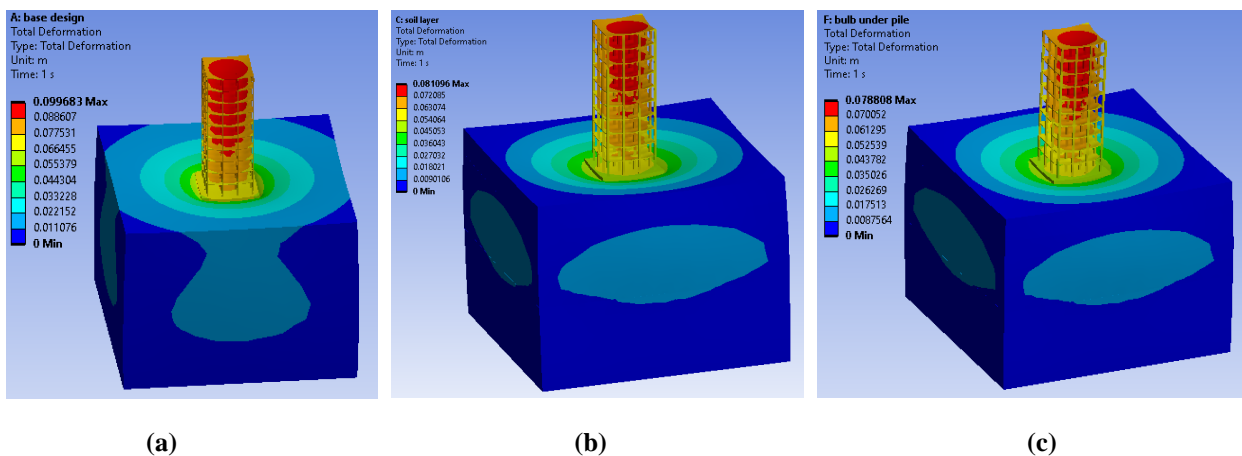 A: base design
Total Deformation
Type: Total Deformation
Unit: m
Time: 1 s
0.099683 Max
0.088607
0.077531
0.066455
0.055379
0.044304
0.033228
0.022152
0.011076
0 Min
(a)
C: soil layer
Total Deformation
Type: Total Deformation
Unit: m
Time: 1 s
0.081096 Max
0.072085
0.063074
0.054064
0.045053
0.036043
0.027032
0.018021
0.0090106
0 Min
(b)
F: bulb under pile
Total Deformation
Type: Total Deformation
Unit: m
Time: 1 s
0.078808 Max
0.070052
0.061295
0.052539
0.043782
0.035026
0.026269
0.017513
0.0087564
0 Min
(c)